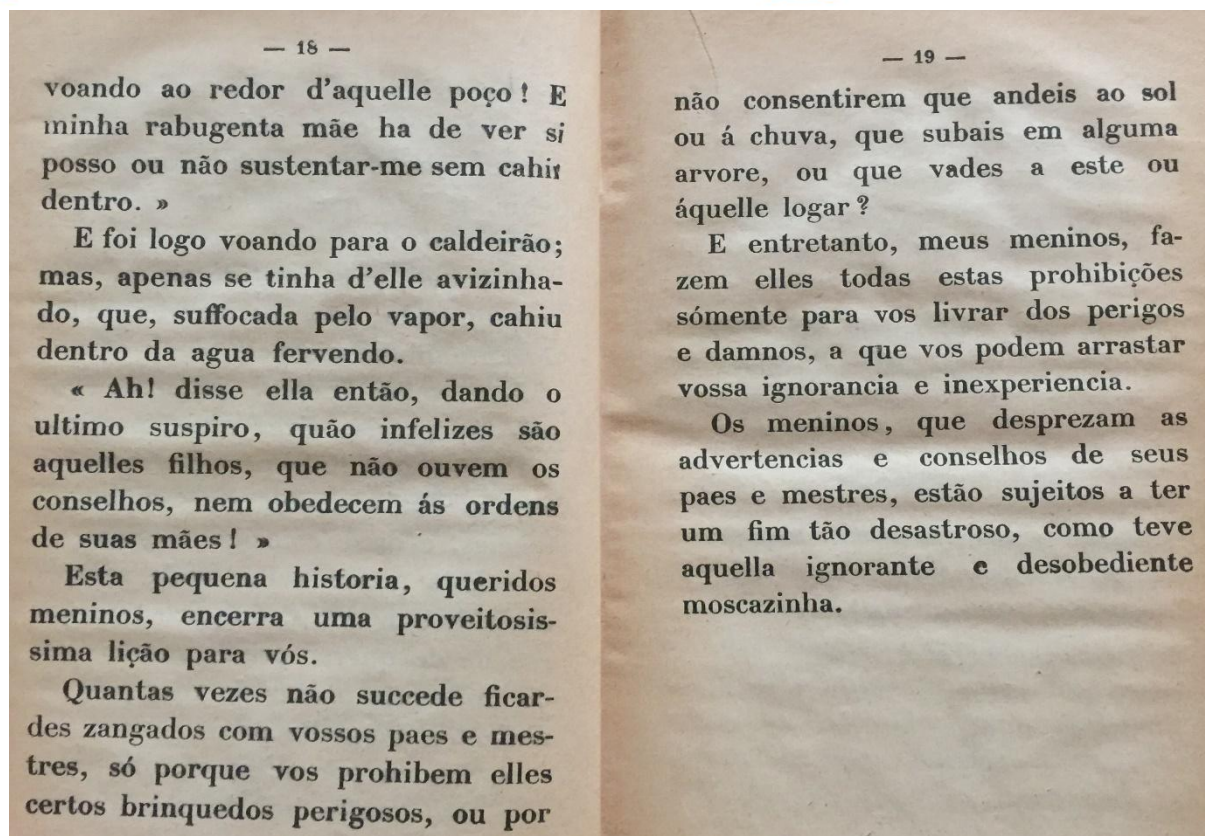 — 18 —
voando ao redor d'aquelle poço ! E
minha rabugenta mãe ha de ver si
posso ou não sustentar-me sem cahir
dentro. »
E foi logo voando para o caldeirão;
mas, apenas se tinha d'elle avizinha-
do, que, suffocada pelo vapor, cahiu
dentro da agua fervendo.
« Ah! disse ella então, dando o
ultimo suspiro, quão infelizes são
aquelles filhos, que não ouvem os
conselhos, nem obedecem ás ordens
de suas mães ! »
Esta pequena historia, queridos
meninos, encerra uma proveitosis-
sima lição para vós.
Quantas vezes não succede ficar-
des zangados com vossos paes e mes-
tres, só porque vos prohibem elles
certos brinquedos perigosos, ou por
— 19 —
não consentirem que andeis ao sol
ou á chuva, que subais em alguma
arvore, ou que vades a este ou
áquelle logar ?
E entretanto, meus meninos, fa-
zem elles todas estas prohibições
sómente para vos livrar dos perigos
e damnos, a que vos podem arrastar
vossa ignorancia e inexperiencia.
Os meninos, que desprezam as
advertencias e conselhos de seus
paes e mestres, estão sujeitos a ter
um fim tão desastroso, como teve
aquella ignorante e desobediente
moscazinha.